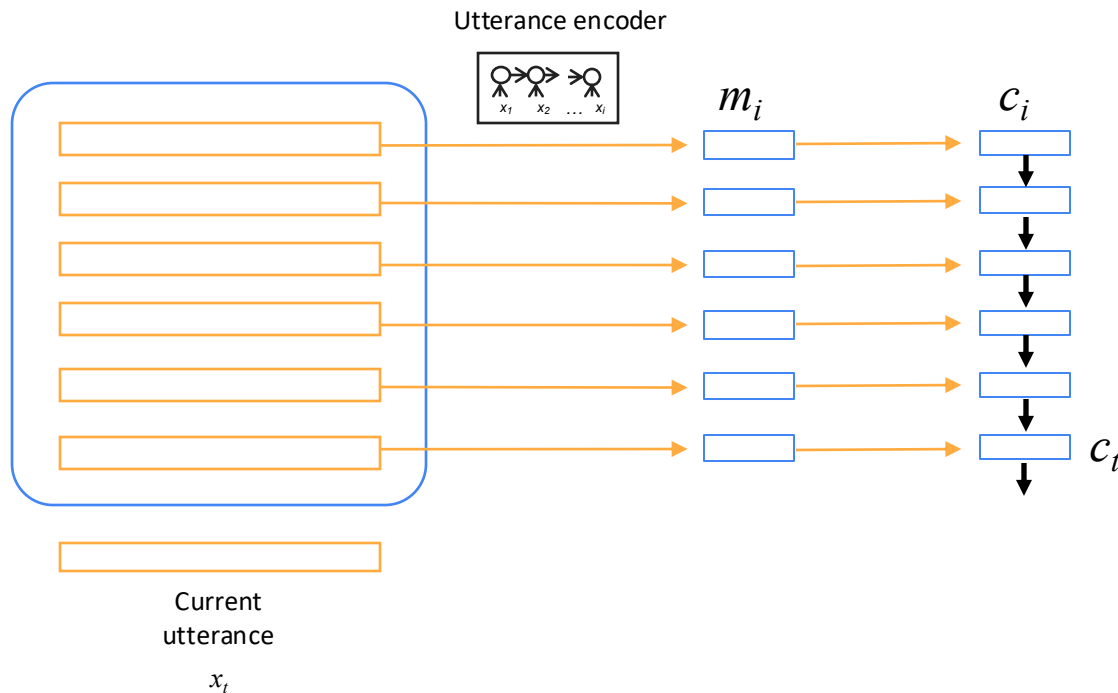 Utterance encoder
x₁ x₂ … xᵢ
mᵢ cᵢ
cₜ
Current
utterance
xₜ